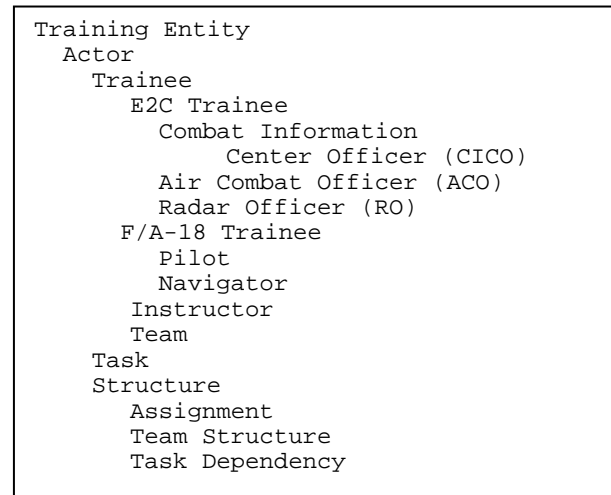 Training Entity
Actor
Trainee
E2C Trainee
Combat Information
Center Officer (CICO)
Air Combat Officer (ACO)
Radar Officer (RO)
F/A-18 Trainee
Pilot
Navigator
Instructor
Team
Task
Structure
Assignment
Team Structure
Task Dependency